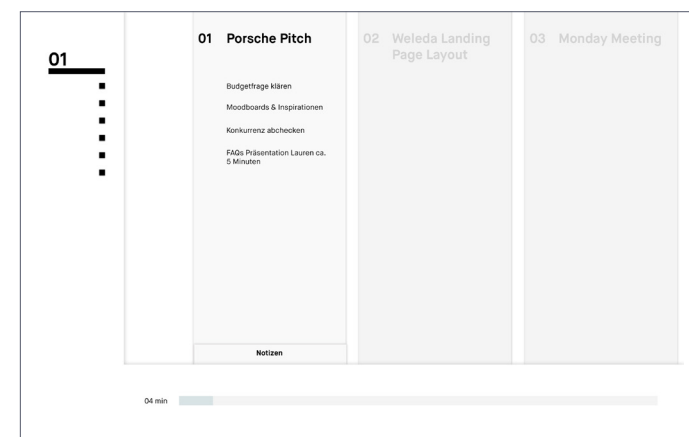 01
01 Porsche Pitch
Budgetfrage klären
Moodboards & Inspirationen
Konkurrenz abchecken
FAQs Präsentation Lauren ca.
5 Minuten
Notizen
02 Weleda Landing
Page Layout
03 Monday Meeting
04 min